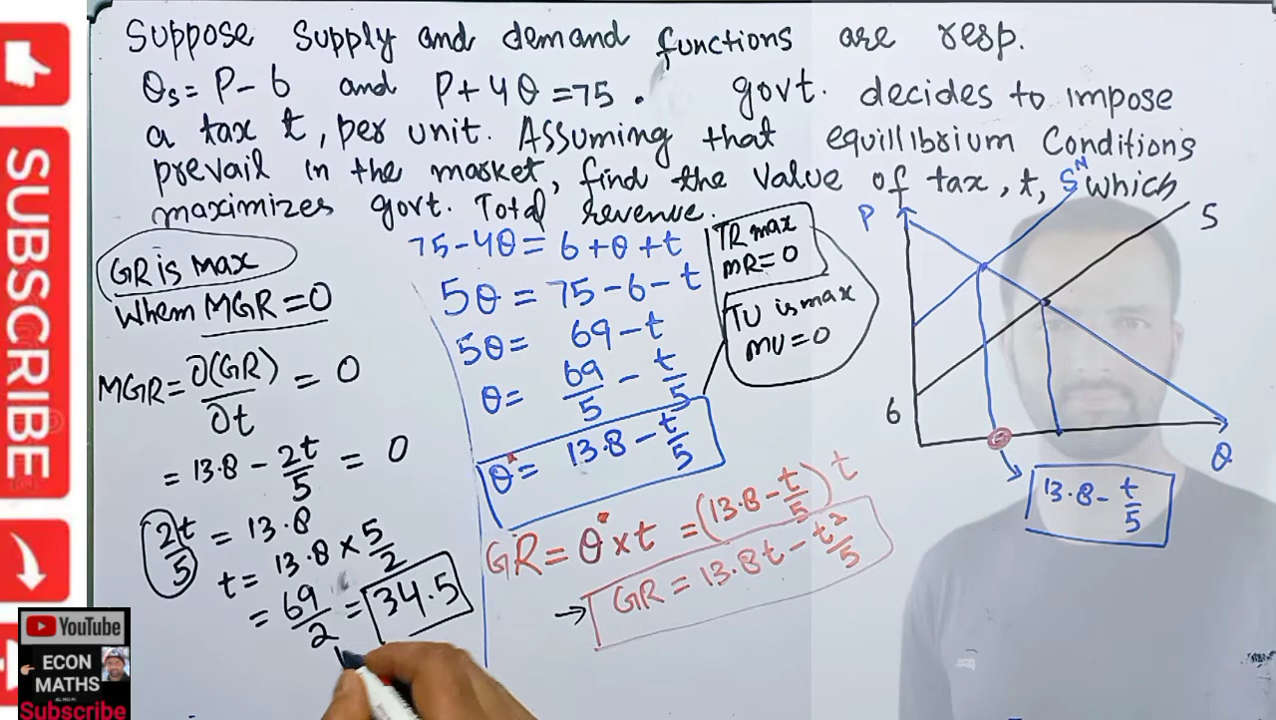 Suppose Supply and demand functions are resp.
Qs = P - 6 and P + 4Q = 75 . govt. decides to impose
a tax t, per unit. Assuming that equillibrium Conditions
prevail in the market, find the value of tax, t, which
maximizes govt. Total revenue.
GR is max
When MGR = 0
MGR = ∂(GR)/∂t = 0
= 13.8 - 2t/5 = 0
2t/5 = 13.8
t = 13.8 × 5/2
= 69/2 = 34.5
75 - 4Q = 6 + Q + t
5Q = 75 - 6 - t
5Q = 69 - t
Q = 69/5 - t/5
Q* = 13.8 - t/5
TR max
MR = 0
TU is max
MU = 0
GR = Q* × t = (13.8 - t/5) t
→ GR = 13.8t - t²/5
P
S^N
S
6
Q
13.8 - t/5
SUBSCRIBE
YouTube
ECON
MATHS
Subscribe